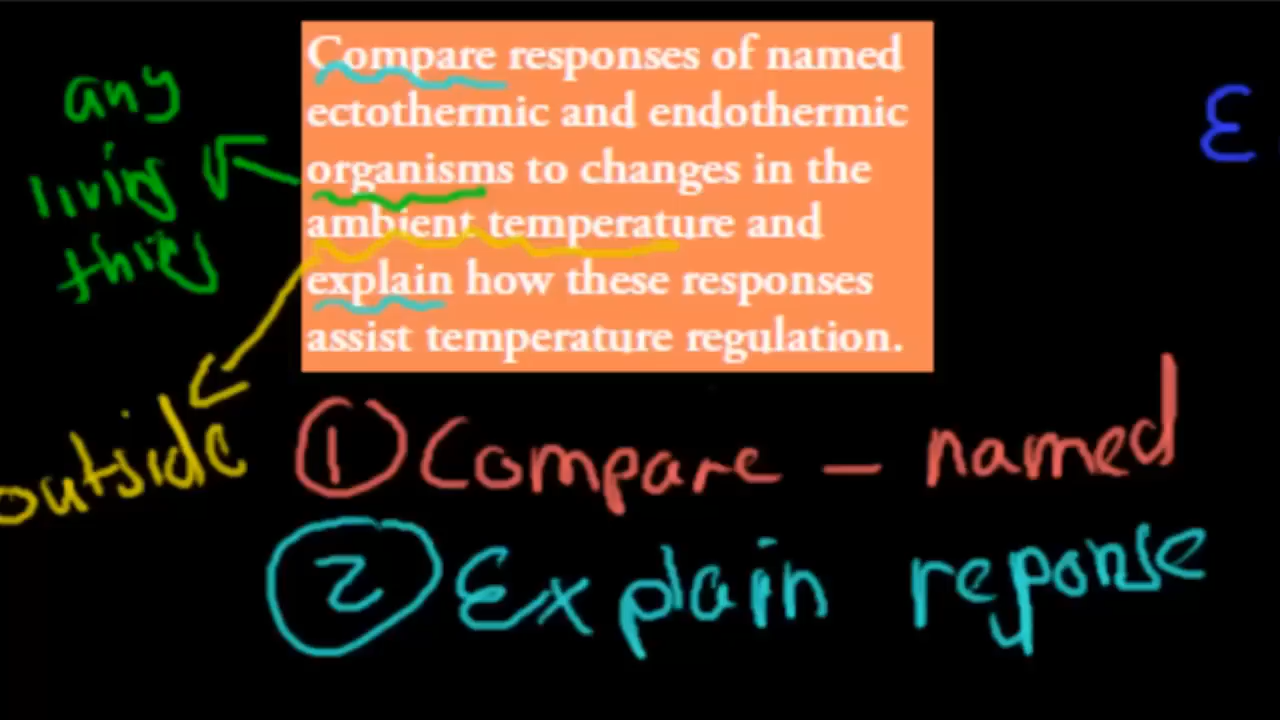 Compare responses of named
ectothermic and endothermic
organisms to changes in the
ambient temperature and
explain how these responses
assist temperature regulation.
any
living
thing
outside
E
1 Compare – named
2 Explain reponse